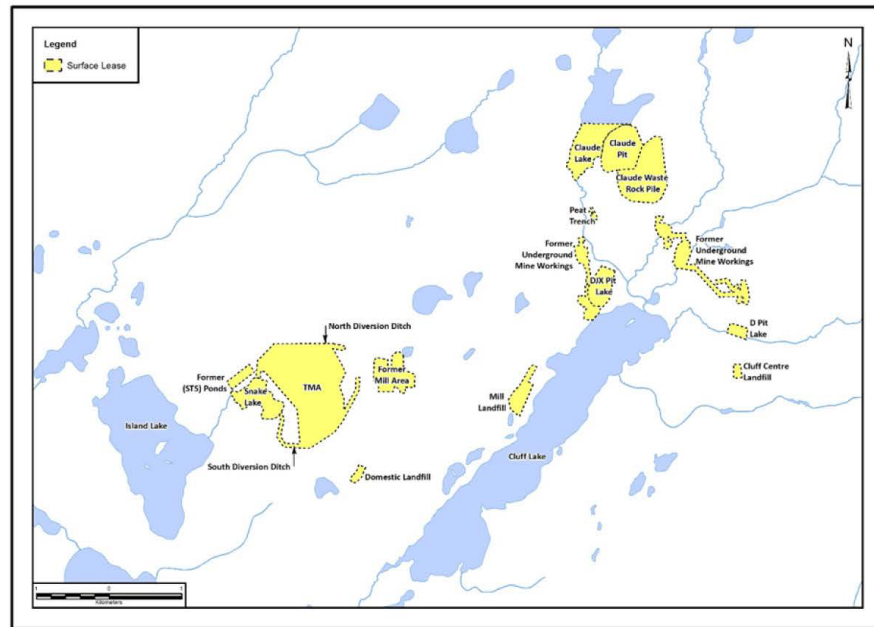 Legend
Surface Lease
N
Claude
Lake
Claude
Pit
Claude Waste
Rock Pile
Peat
Trench
Former
Underground
Mine Workings
Former
Underground
Mine Workings
DJX Pit
Lake
D Pit
Lake
North Diversion Ditch
Former
(STS) Ponds
Snake
Lake
TMA
Former
Mill Area
Cluff Centre
Landfill
Mill
Landfill
Island Lake
Cluff Lake
South Diversion Ditch
Domestic Landfill
1 0 1
Kilometers